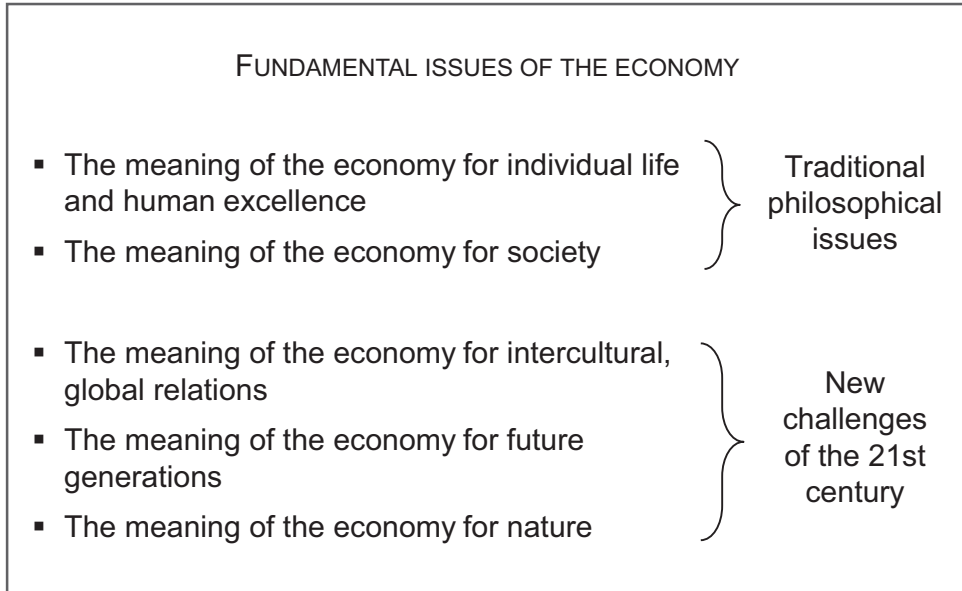 FUNDAMENTAL ISSUES OF THE ECONOMY
▪ The meaning of the economy for individual life
and human excellence
▪ The meaning of the economy for society
Traditional
philosophical
issues
▪ The meaning of the economy for intercultural,
global relations
▪ The meaning of the economy for future
generations
▪ The meaning of the economy for nature
New
challenges
of the 21st
century